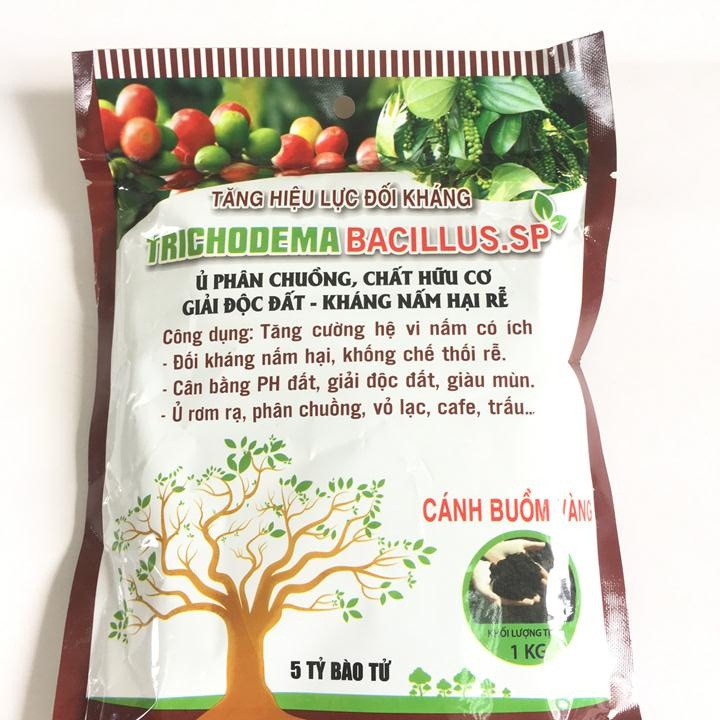 TĂNG HIỆU LỰC ĐỐI KHÁNG
TRICHODEMA BACILLUS.SP
Ủ PHÂN CHUỒNG, CHẤT HỮU CƠ
GIẢI ĐỘC ĐẤT - KHÁNG NẤM HẠI RỄ
Công dụng: Tăng cường hệ vi nấm có ích
- Đối kháng nấm hại, khống chế thối rễ.
- Cân bằng PH đất, giải độc đất, giàu mùn.
- Ủ rơm rạ, phân chuồng, vỏ lạc, cafe, trấu...
CÁNH BUỒM VÀNG
KHỐI LƯỢNG
1 KG
5 TỶ BÀO TỬ